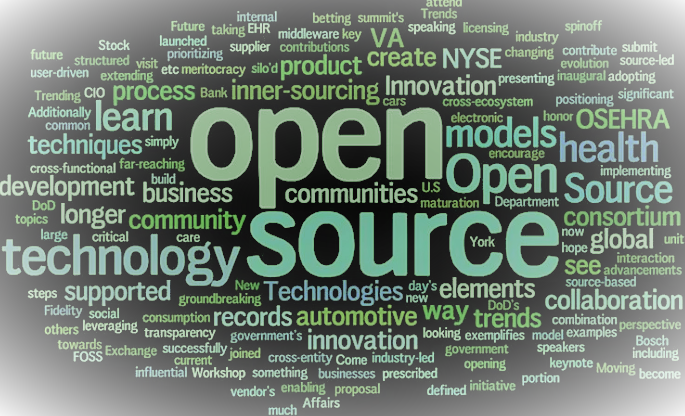 attend
internal betting summit's Trends
Future taking EHR middleware key speaking licensing spinoff
Stock launched supplier contributions VA industry
future prioritizing changing contribute submit
structured visit etc meritocracy silo'd product create NYSE evolution source-led
user-driven extending presenting inaugural adopting
Trending CIO process Bank inner-sourcing Innovation positioning significant
cars cross-ecosystem
Additionally learn open electronic honor OSEHRA
common models
techniques simply encourage health
cross-functional far-reaching Open implementing
development build business communities U.S Source
DoD maturation Department
topics longer community source consortium
large critical care York now global unit
technology hope
see interaction
steps supported New Technologies day's elements source-based advancements
groundbreaking new collaboration
Fidelity social records automotive way DoD's trends combination
others leveraging consumption perspective
transparency government's innovation looking exemplifies model examples
towards successfully joined government speakers Bosch
FOSS Exchange current cross-entity Come industry-led including
opening keynote Moving
influential Workshop something businesses prescribed become
portion
vendor's enabling proposal defined initiative
much Affairs